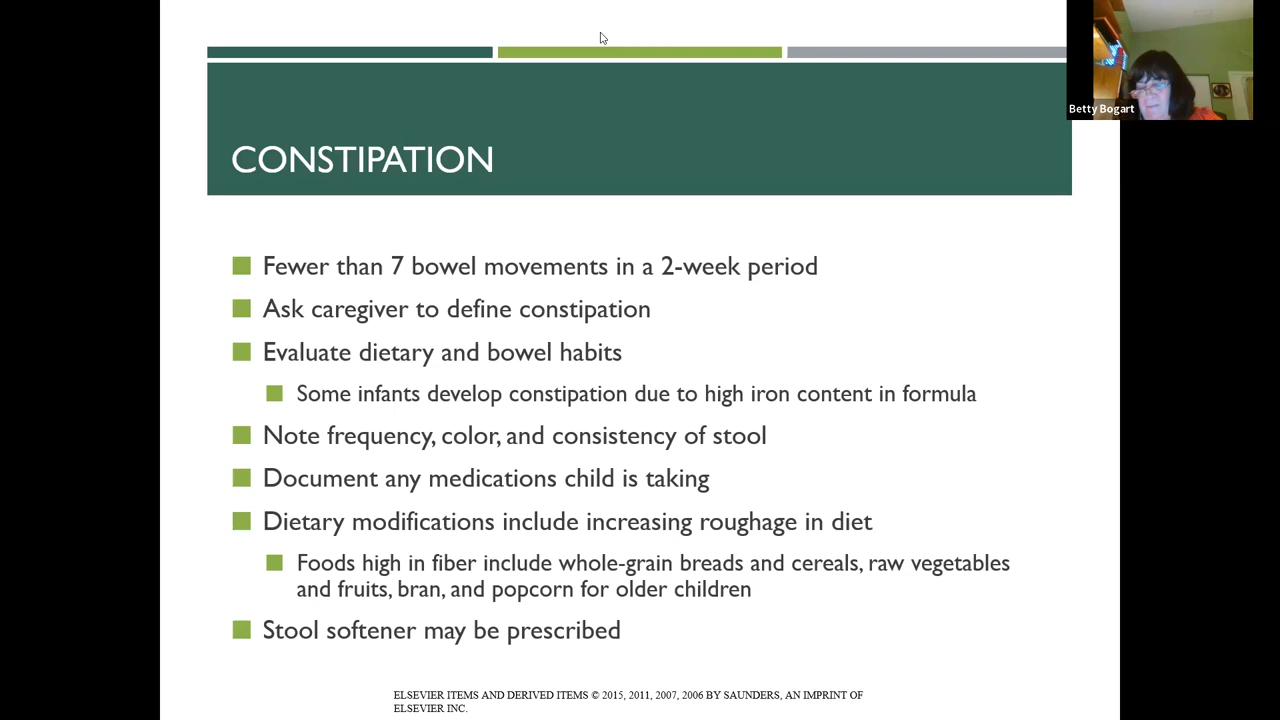 Betty Bogart
CONSTIPATION
Fewer than 7 bowel movements in a 2-week period
Ask caregiver to define constipation
Evaluate dietary and bowel habits
Some infants develop constipation due to high iron content in formula
Note frequency, color, and consistency of stool
Document any medications child is taking
Dietary modifications include increasing roughage in diet
Foods high in fiber include whole-grain breads and cereals, raw vegetables
and fruits, bran, and popcorn for older children
Stool softener may be prescribed
ELSEVIER ITEMS AND DERIVED ITEMS © 2015, 2011, 2007, 2006 BY SAUNDERS, AN IMPRINT OF
ELSEVIER INC.